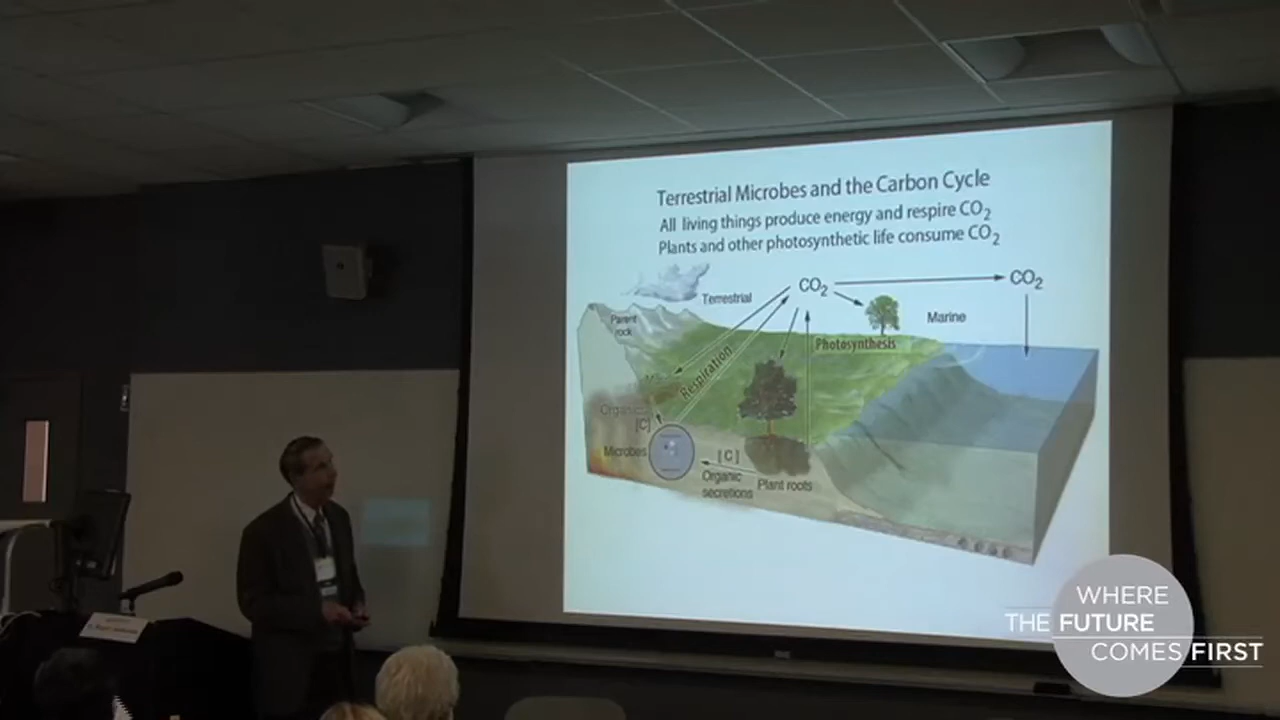 Terrestrial Microbes and the Carbon Cycle
All living things produce energy and respire CO2
Plants and other photosynthetic life consume CO2
CO2
CO2
Terrestrial
Marine
Parent
rock
Photosynthesis
Respiration
Organic
[C]
Microbes
[C]
Organic
secretions
Plant roots
WHERE
THE FUTURE
COMES FIRST